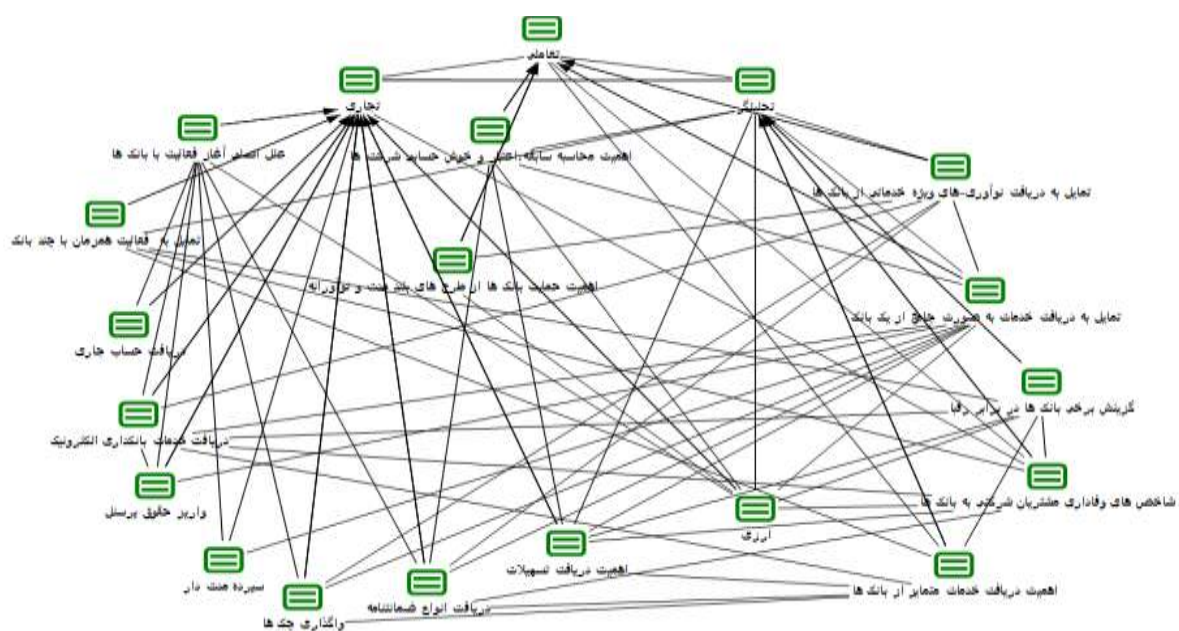 تعاملی
تجاری
تحلیلگر
علل اتصای آغاز فعالیت با بانک ها
اهمیت محاسبه سابقه اعتباری و خوش حسابی شرکت ها
تمایل به دریافت نوآوری های ویژه خدماتی از بانک ها
تمایل به فعالیت همزمان با چند بانک
اهمیت حمایت بانک ها از طرح های بلند مدت و نوآورانه
تمایل به دریافت خدمات به صورت جامع از یک بانک
دریافت حساب جاری
گزینش برخی بانک ها در برابر رقبا
دریافت خدمات بانکداری الکترونیک
شاخص های وفاداری مشتریان شرکتی به بانک ها
واریز حقوق پرسنل
ارزی
اهمیت دریافت تسهیلات
سپرده مدت دار
اهمیت دریافت خدمات متمایز از بانک ها
دریافت انواع ضمانتنامه
واگذاری چک ها